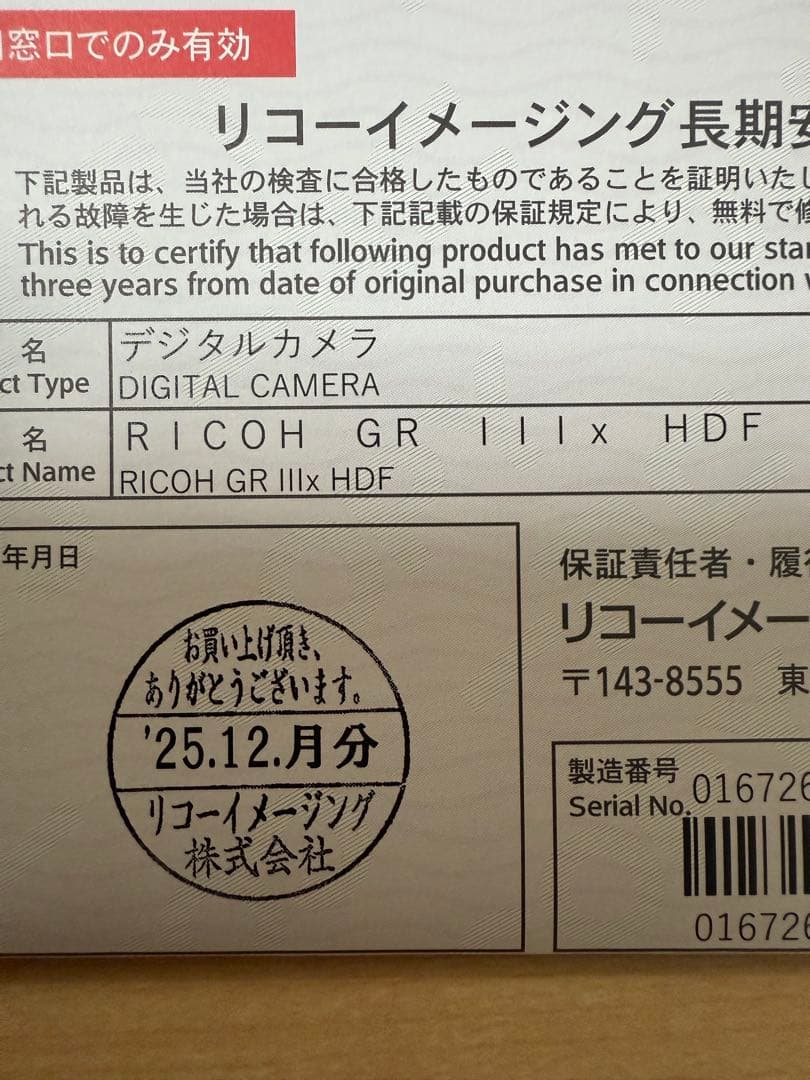 窓口でのみ有効
リコーイメージング長期安
下記製品は、当社の検査に合格したものであることを証明いたし
れる故障を生じた場合は、下記記載の保証規定により、無料で修
This is to certify that following product has met to our star
three years from date of original purchase in connection
名
デジタルカメラ
ct Type
DIGITAL CAMERA
名
ＲＩＣＯＨ　ＧＲ　ＩＩＩｘ　ＨＤＦ
ct Name
RICOH GR IIIx HDF
年月日
お買い上げ頂き、
ありがとうございます。
'25.12.月分
リコーイメージング
株式会社
保証責任者・履行
リコーイメー
〒143-8555 東
製造番号
Serial No.
016726
016726